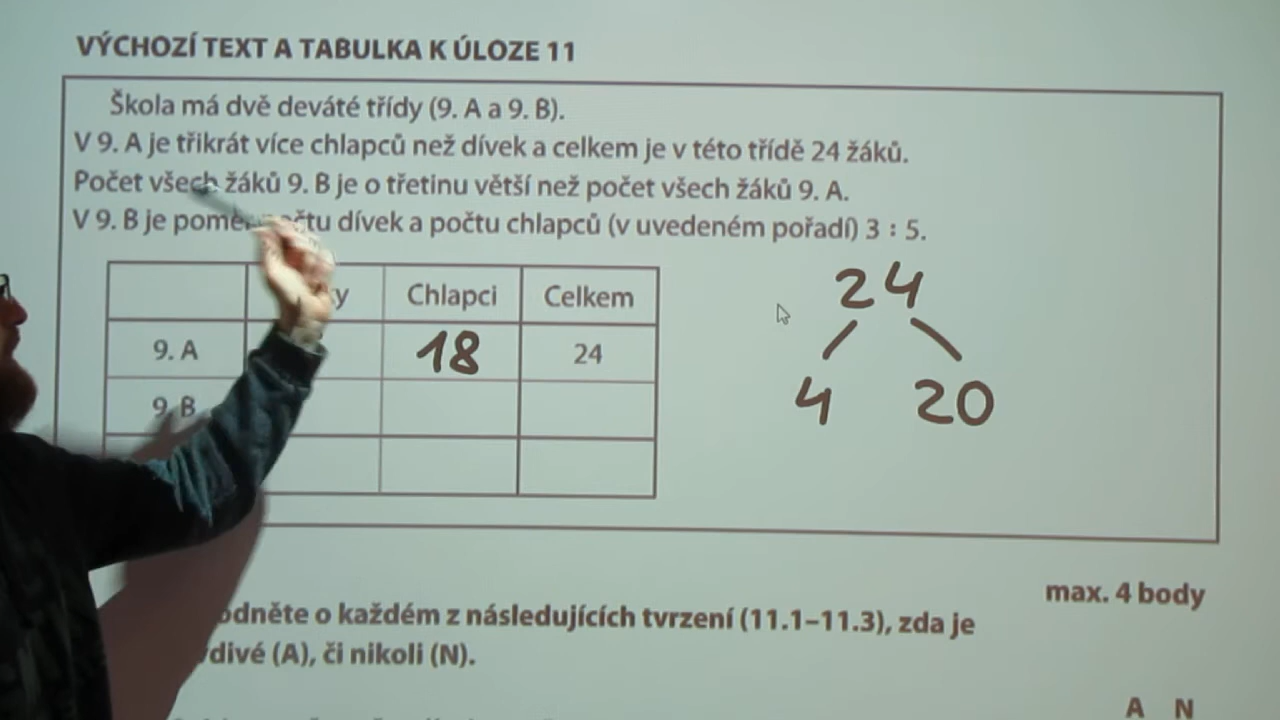 VÝCHOZÍ TEXT A TABULKA K ÚLOZE 11
Škola má dvě deváté třídy (9. A a 9. B).
V 9. A je třikrát více chlapců než dívek a celkem je v této třídě 24 žáků.
Počet všech žáků 9. B je o třetinu větší než počet všech žáků 9. A.
V 9. B je poměr počtu dívek a počtu chlapců (v uvedeném pořadí) 3 : 5.
Chlapci Celkem
9. A 18 24
9. B
24
4 20
max. 4 body
o každém z následujících tvrzení (11.1–11.3), zda je
(A), či nikoli (N).
A N